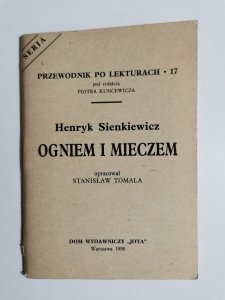 SERIA
PRZEWODNIK PO LEKTURACH • 17
pod redakcją
PIOTRA KUNCEWICZA
Henryk Sienkiewicz
OGNIEM I MIECZEM
opracował
STANISŁAW TOMALA
DOM WYDAWNICZY „JOTA"
Warszawa 1990